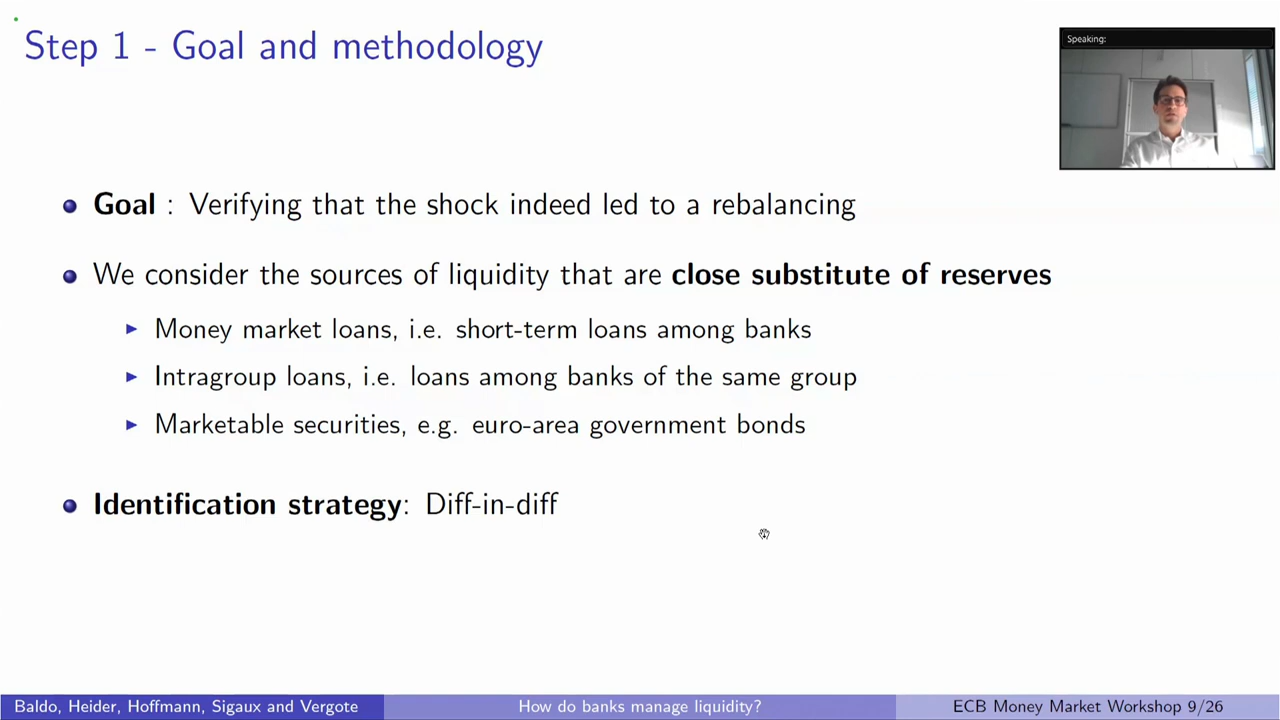 Step 1 - Goal and methodology
Speaking:
Goal : Verifying that the shock indeed led to a rebalancing
We consider the sources of liquidity that are close substitute of reserves
Money market loans, i.e. short-term loans among banks
Intragroup loans, i.e. loans among banks of the same group
Marketable securities, e.g. euro-area government bonds
Identification strategy: Diff-in-diff
Baldo, Heider, Hoffmann, Sigaux and Vergote
How do banks manage liquidity?
ECB Money Market Workshop 9/26